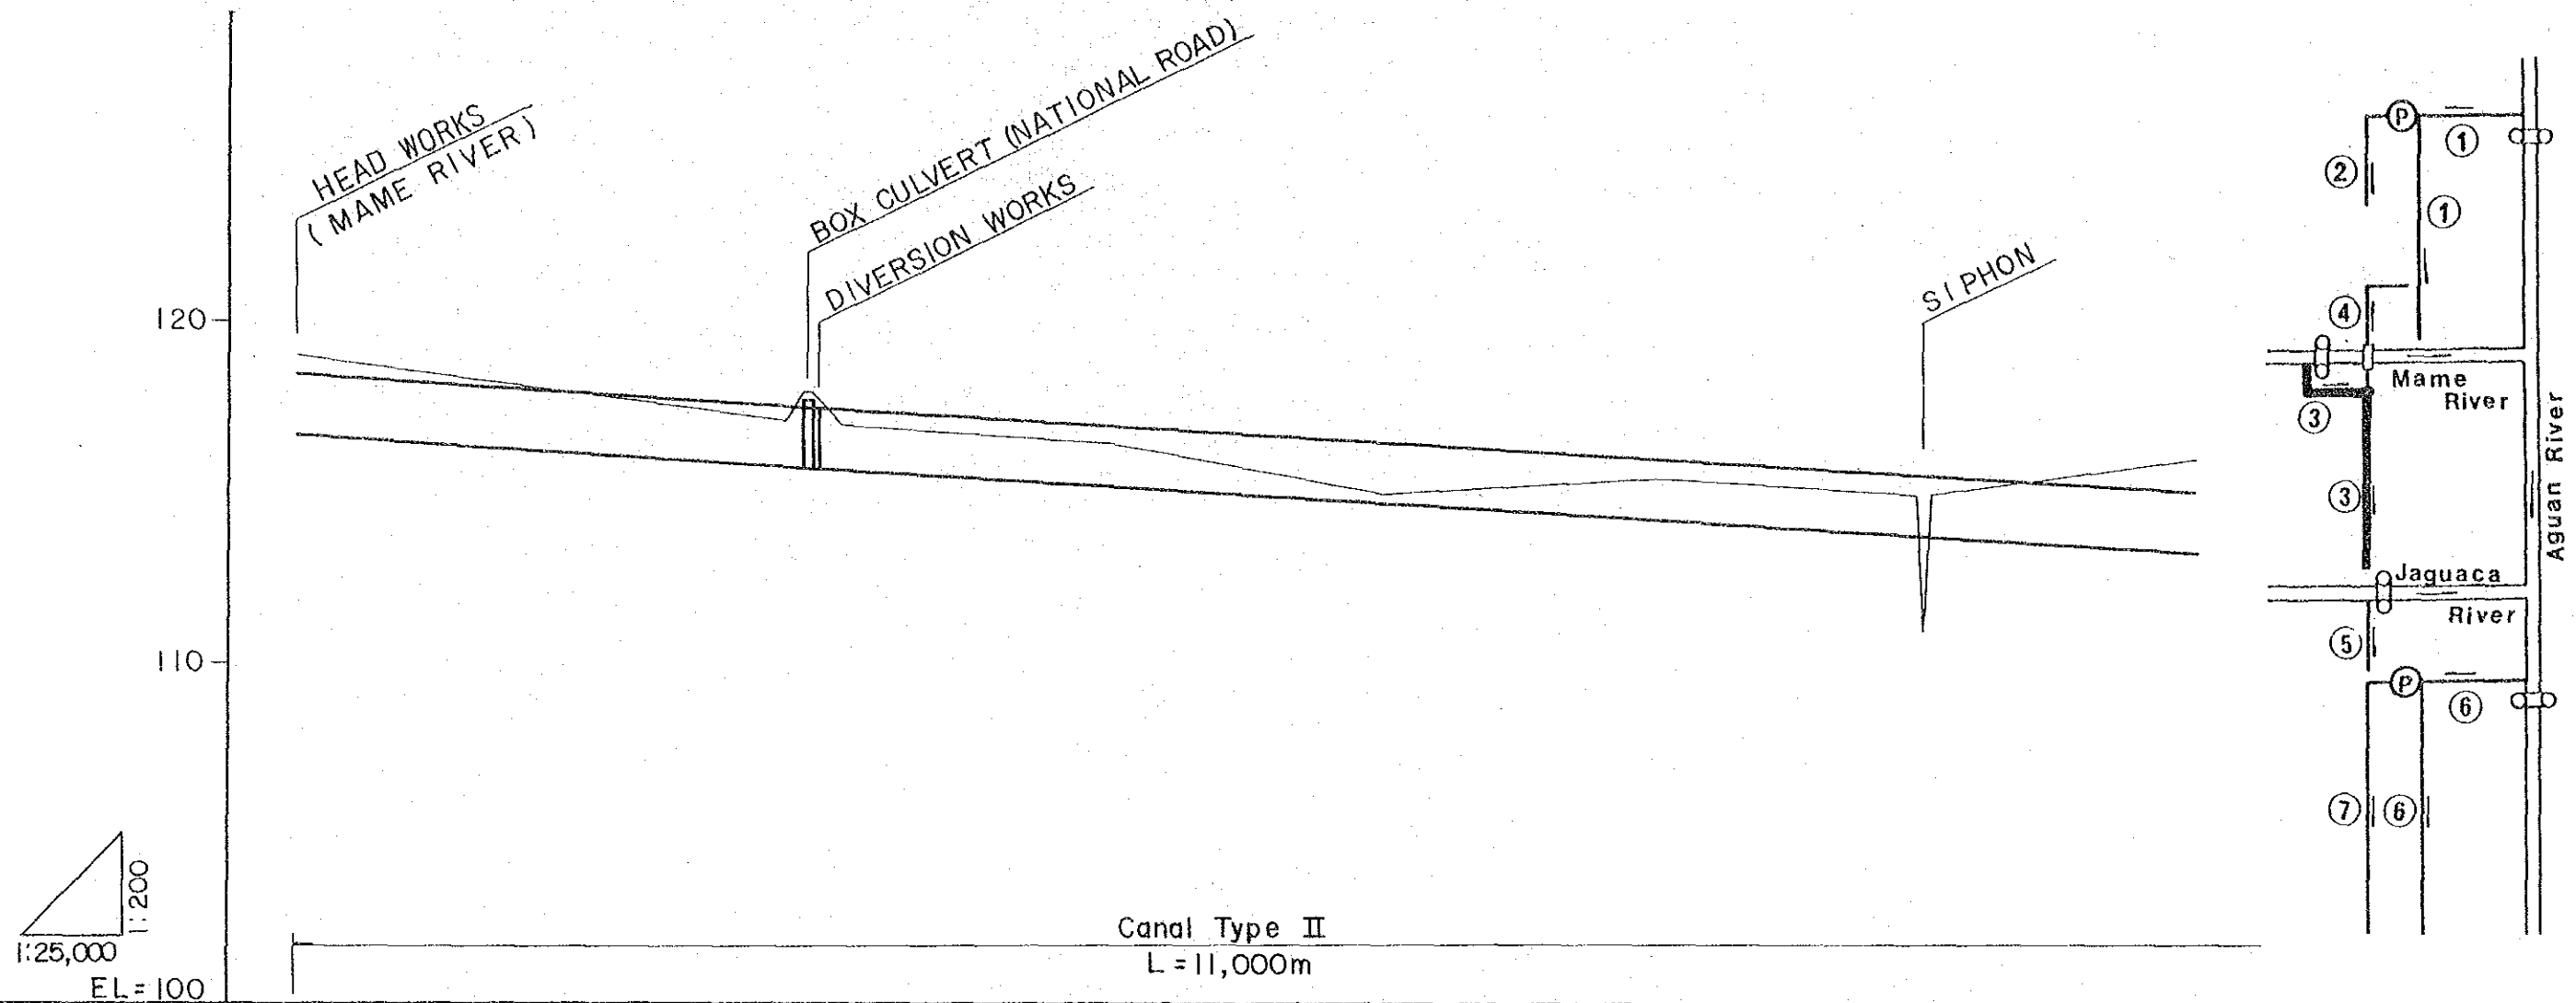 HEAD WORKS
( MAME RIVER )
BOX CULVERT (NATIONAL ROAD)
DIVERSION WORKS
SIPHON
120
110
1:200
1:25,000
EL=100
Canal Type II
L=11,000m
P
1
2
1
4
3
Mame
River
3
Aguan River
Jaguaca
River
5
P
6
7
6